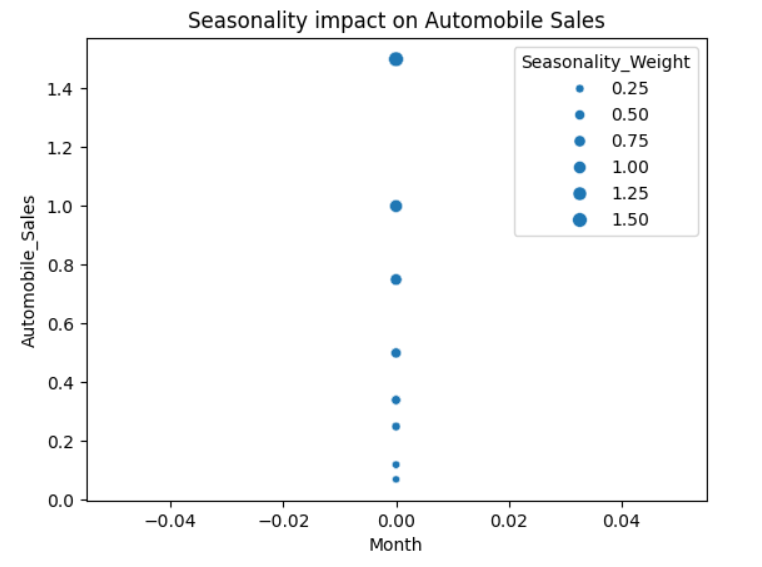 Seasonality impact on Automobile Sales
Seasonality_Weight
0.25
0.50
0.75
1.00
1.25
1.50
Automobile_Sales
1.4
1.2
1.0
0.8
0.6
0.4
0.2
0.0
−0.04 −0.02 0.00 0.02 0.04
Month